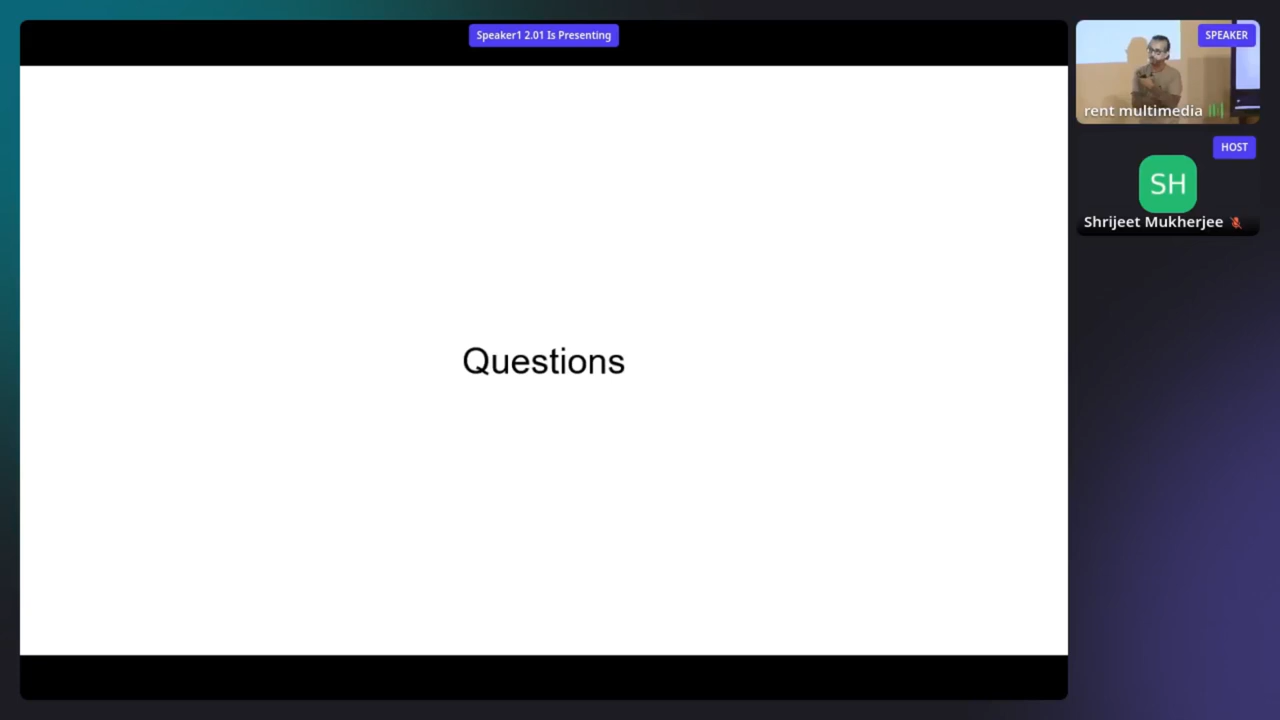 Speaker1 2.01 Is Presenting
SPEAKER
rent multimedia
HOST
SH
Shrijeet Mukherjee
Questions